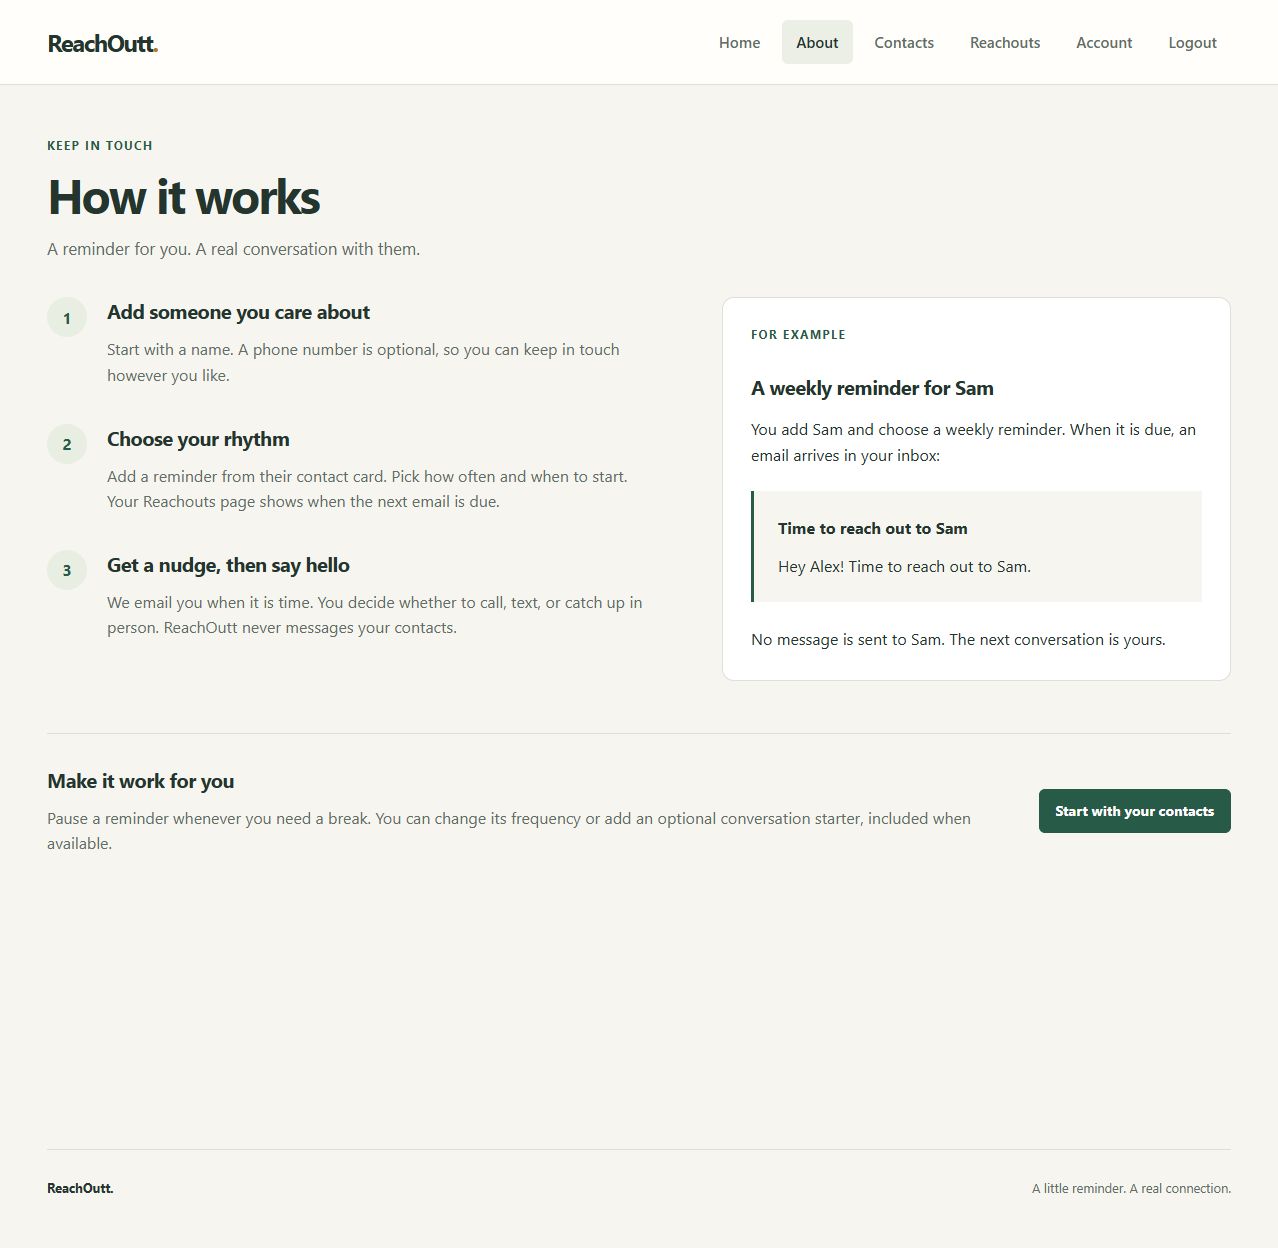 ReachOutt.
Home
About
Contacts
Reachouts
Account
Logout
KEEP IN TOUCH
How it works
A reminder for you. A real conversation with them.
1
Add someone you care about
Start with a name. A phone number is optional, so you can keep in touch
however you like.
2
Choose your rhythm
Add a reminder from their contact card. Pick how often and when to start.
Your Reachouts page shows when the next email is due.
3
Get a nudge, then say hello
We email you when it is time. You decide whether to call, text, or catch up in
person. ReachOutt never messages your contacts.
FOR EXAMPLE
A weekly reminder for Sam
You add Sam and choose a weekly reminder. When it is due, an
email arrives in your inbox:
Time to reach out to Sam
Hey Alex! Time to reach out to Sam.
No message is sent to Sam. The next conversation is yours.
Make it work for you
Pause a reminder whenever you need a break. You can change its frequency or add an optional conversation starter, included when
available.
Start with your contacts
ReachOutt.
A little reminder. A real connection.